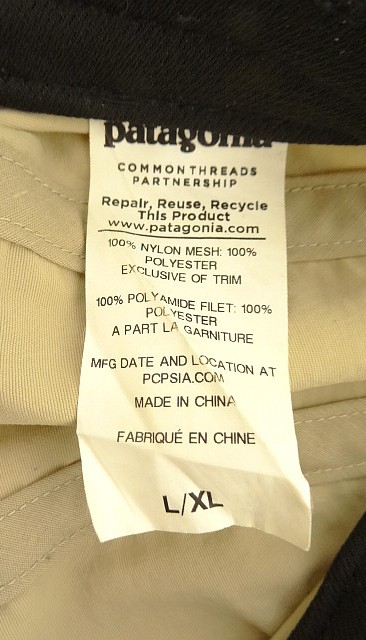 patagonia
COMMONTHREADS
PARTNERSHIP
Repair, Reuse, Recycle
This Product
www.patagonia.com
100% NYLON MESH: 100%
POLYESTER
EXCLUSIVE OF TRIM
100% POLYAMIDE FILET: 100%
POLYESTER
A PART LA GARNITURE
MFG DATE AND LOCATION AT
PCPSIA.COM
MADE IN CHINA
FABRIQUÉ EN CHINE
L/XL